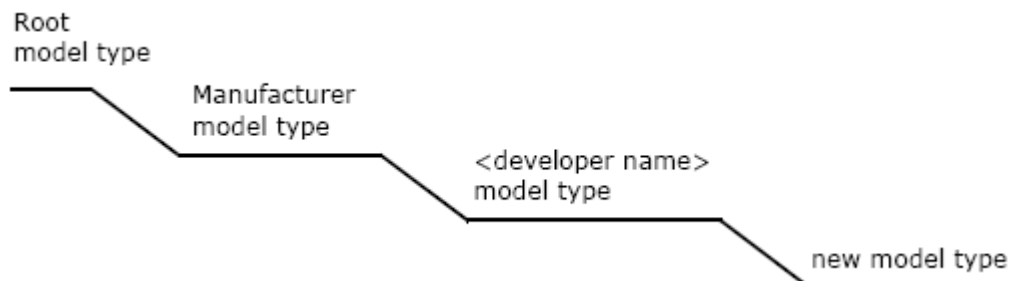 Root
model type
Manufacturer
model type
<developer name>
model type
new model type